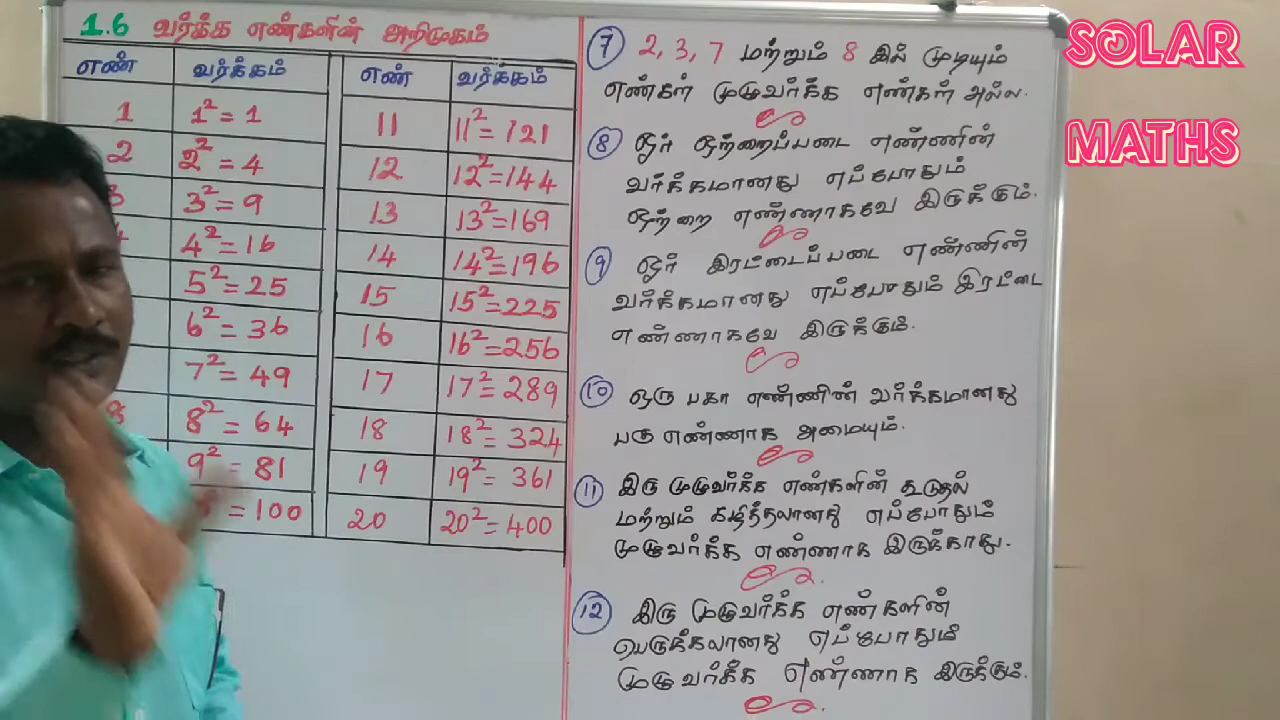 1.6 வர்க்க எண்களின் அறிமுகம்
எண் வர்க்கம் எண் வர்க்கம்
1 1² = 1 11 11² = 121
2 2² = 4 12 12² = 144
3² = 9 13 13² = 169
4² = 16 14 14² = 196
5² = 25 15 15² = 225
6² = 36 16 16² = 256
7² = 49 17 17² = 289
8 8² = 64 18 18² = 324
9² = 81 19 19² = 361
= 100 20 20² = 400
7 2, 3, 7 மற்றும் 8 இல் முடியும்
எண்கள் முழுவர்க்க எண்கள் அல்ல.
8 ஓர் ஒற்றைப்படை எண்ணின்
வர்க்கமானது எப்போதும்
ஒற்றை எண்ணாகவே இருக்கும்.
9 ஓர் இரட்டைப்படை எண்ணின்
வர்க்கமானது எப்போதும் இரட்டை
எண்ணாகவே இருக்கும்.
10 ஒரு பகா எண்ணின் வர்க்கமானது
பகு எண்ணாக அமையும்.
11 இரு முழுவர்க்க எண்களின் கூடுதல்
மற்றும் கழித்தலானது எப்போதும்
முழுவர்க்க எண்ணாக இருக்காது.
12 இரு முழுவர்க்க எண்களின்
பெருக்கலானது எப்போதும்
முழுவர்க்க எண்ணாக இருக்கும்.
SOLAR
MATHS